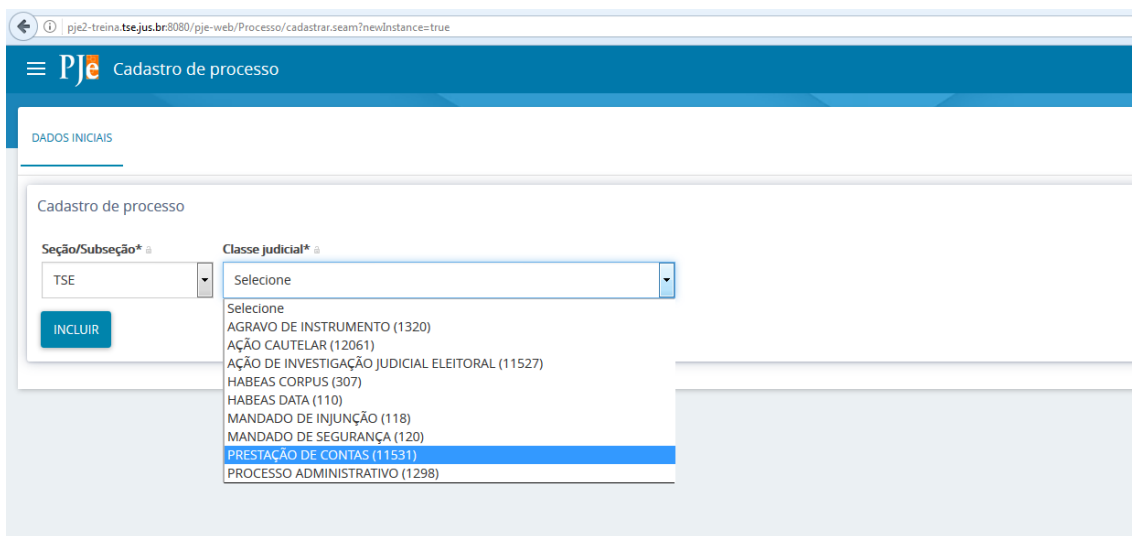 pje2-treina.tse.jus.br:8080/pje-web/Processo/cadastrar.seam?newInstance=true
PJe Cadastro de processo
DADOS INICIAIS
Cadastro de processo
Seção/Subseção* Classe judicial*
TSE Selecione
Selecione
INCLUIR
AGRAVO DE INSTRUMENTO (1320)
AÇÃO CAUTELAR (12061)
AÇÃO DE INVESTIGAÇÃO JUDICIAL ELEITORAL (11527)
HABEAS CORPUS (307)
HABEAS DATA (110)
MANDADO DE INJUNÇÃO (118)
MANDADO DE SEGURANÇA (120)
PRESTAÇÃO DE CONTAS (11531)
PROCESSO ADMINISTRATIVO (1298)